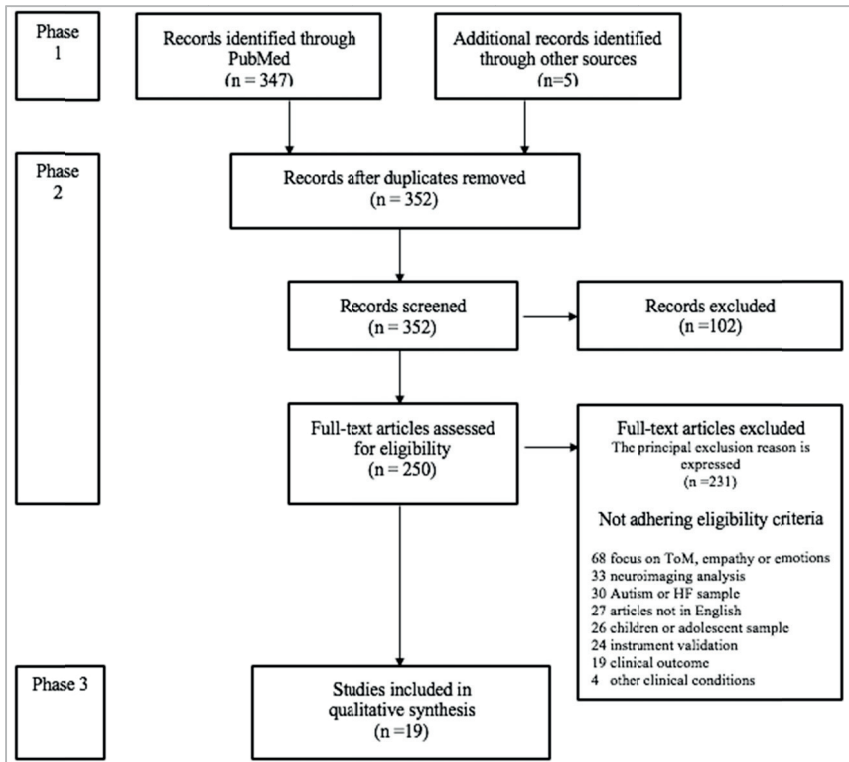 Phase
1
Records identified through
PubMed
(n = 347)
Additional records identified
through other sources
(n=5)
Phase
2
Records after duplicates removed
(n = 352)
Records screened
(n = 352)
Records excluded
(n =102)
Full-text articles assessed
for eligibility
(n = 250)
Full-text articles excluded
The principal exclusion reason is
expressed
(n =231)
Not adhering eligibility criteria
68 focus on ToM, empathy or emotions
33 neuroimaging analysis
30 Autism or HF sample
27 articles not in English
26 children or adolescent sample
24 instrument validation
19 clinical outcome
4 other clinical conditions
Phase 3
Studies included in
qualitative synthesis
(n =19)